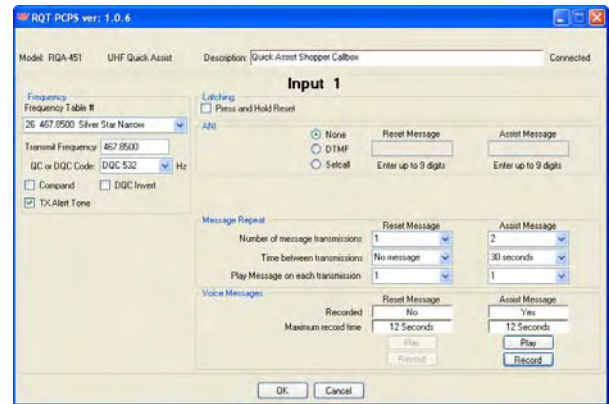 RQT-PCPS ver: 1.0.6
Model: RQA-451 UHF Quick Assist Description: Quick Assist Shopper Callbox Connected
Input 1
Frequency
Frequency Table #
26 467.8500 Silver Star Narrow
Transmit Frequency 467.8500
QC or DQC Code: DQC 532 Hz
Compand DQC Invert
TX Alert Tone
Latching
Press and Hold Reset
ANI
None Reset Message Assist Message
DTMF
Selcall Enter up to 9 digits Enter up to 9 digits
Message Repeat
Reset Message Assist Message
Number of message transmissions 1 2
Time between transmissions No message 30 seconds
Play Message on each transmission 1 1
Voice Messages
Reset Message Assist Message
Recorded No Yes
Maximum record time 12 Seconds 12 Seconds
Play Play
Record Record
OK Cancel